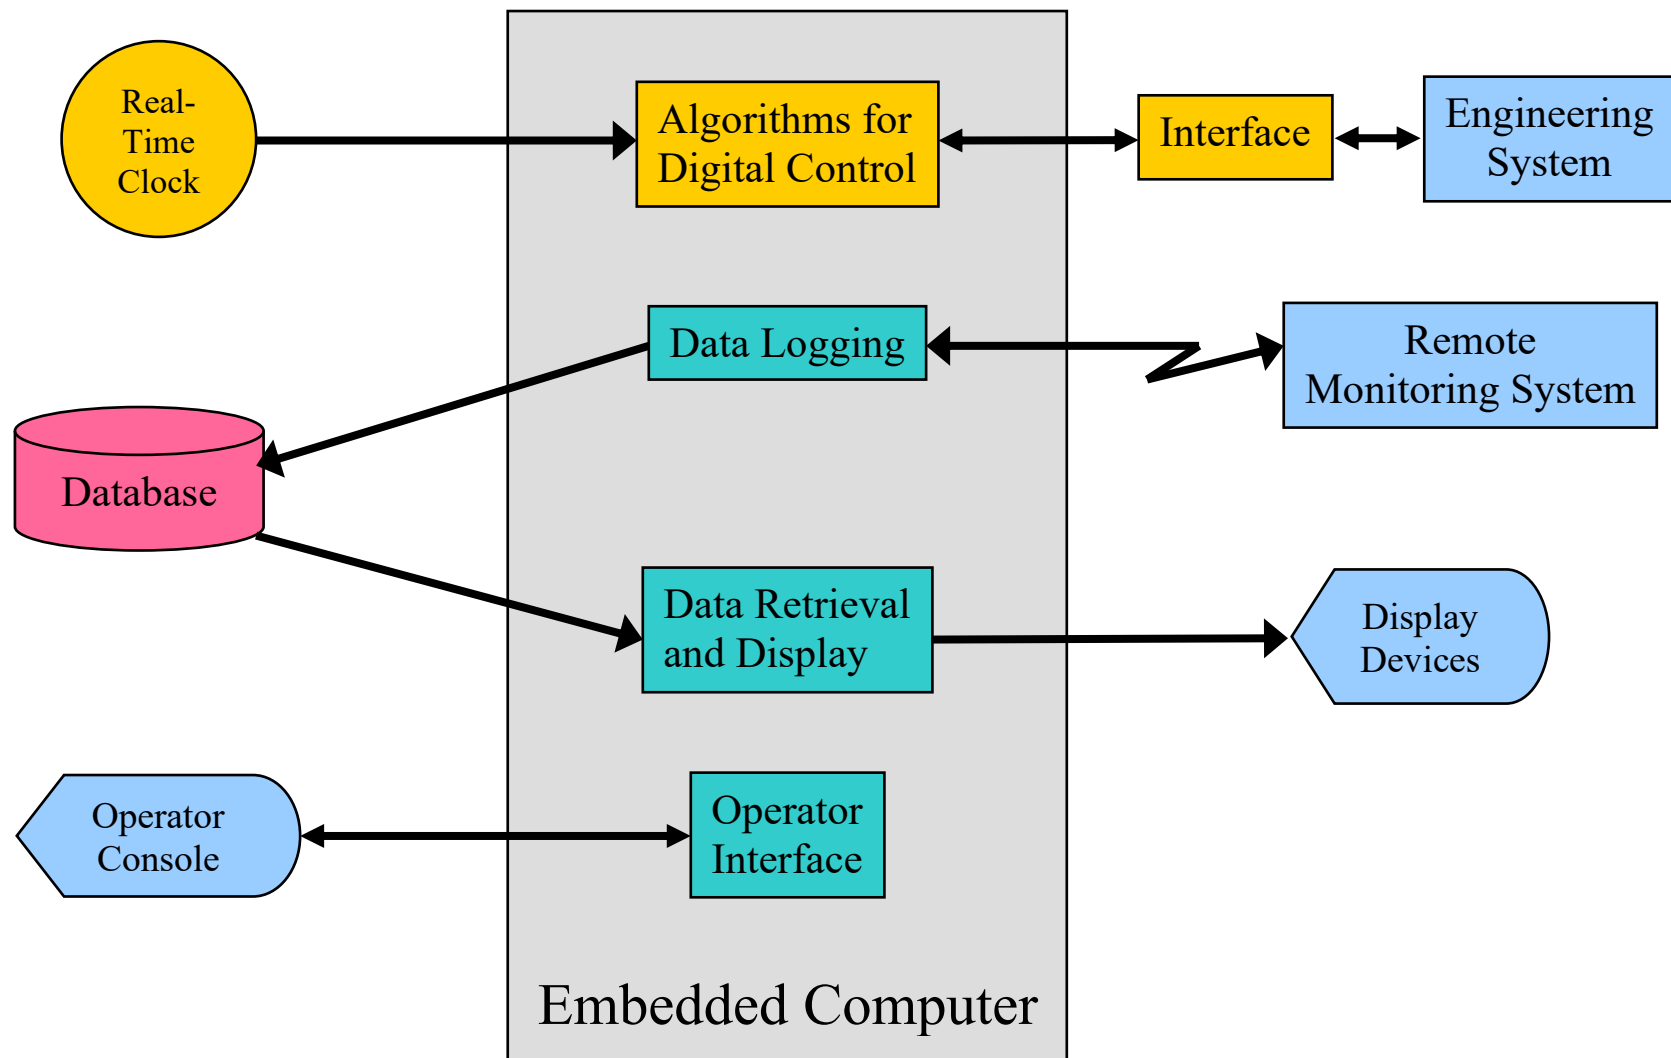 Real-
Time
Clock
Algorithms for
Digital Control
Interface
Engineering
System
Data Logging
Remote
Monitoring System
Database
Data Retrieval
and Display
Display
Devices
Operator
Console
Operator
Interface
Embedded Computer